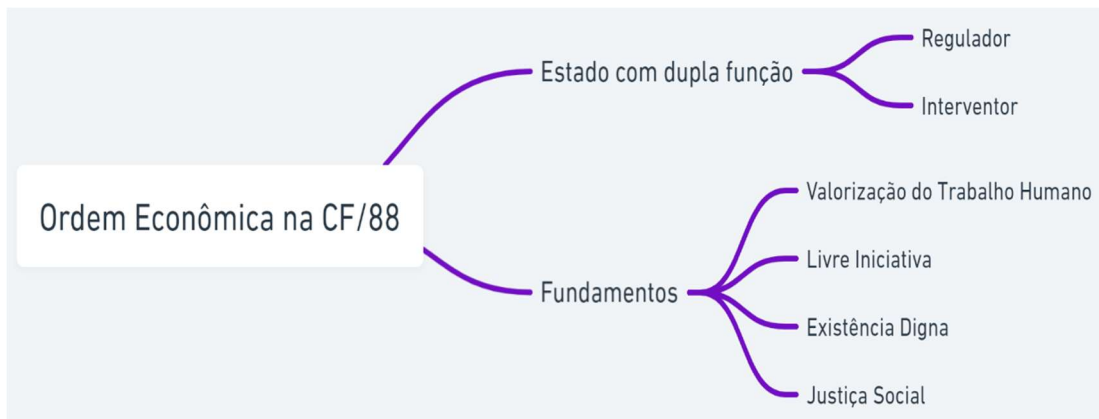 Ordem Econômica na CF/88
Estado com dupla função
Regulador
Interventor
Fundamentos
Valorização do Trabalho Humano
Livre Iniciativa
Existência Digna
Justiça Social